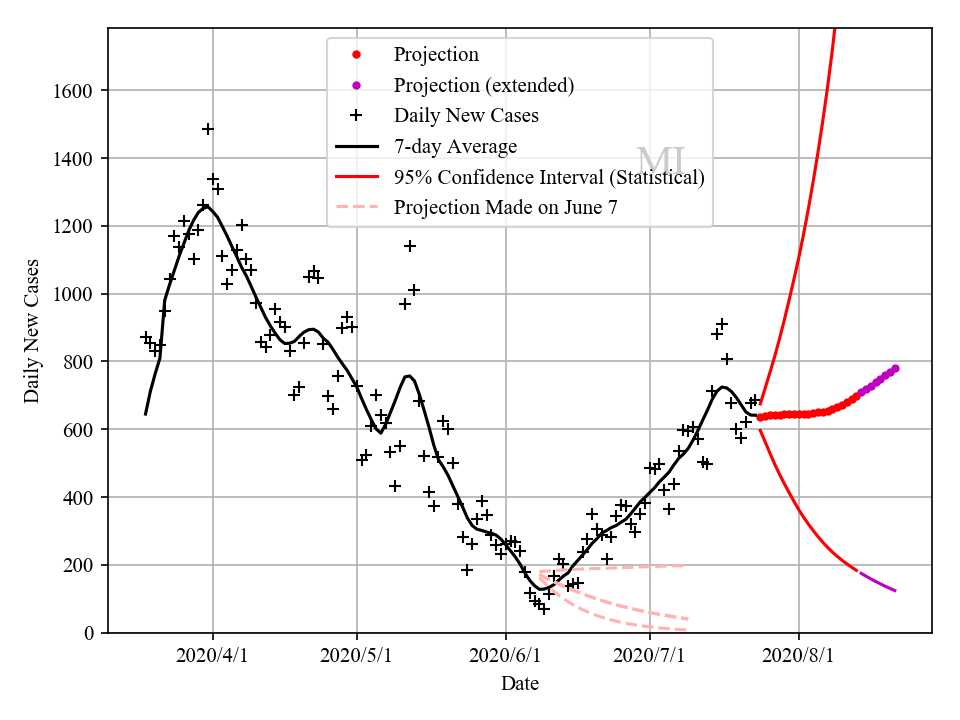 Projection
Projection (extended)
Daily New Cases
7-day Average
95% Confidence Interval (Statistical)
Projection Made on June 7
MI
Daily New Cases
1600
1400
1200
1000
800
600
400
200
0
2020/4/1
2020/5/1
2020/6/1
2020/7/1
2020/8/1
Date